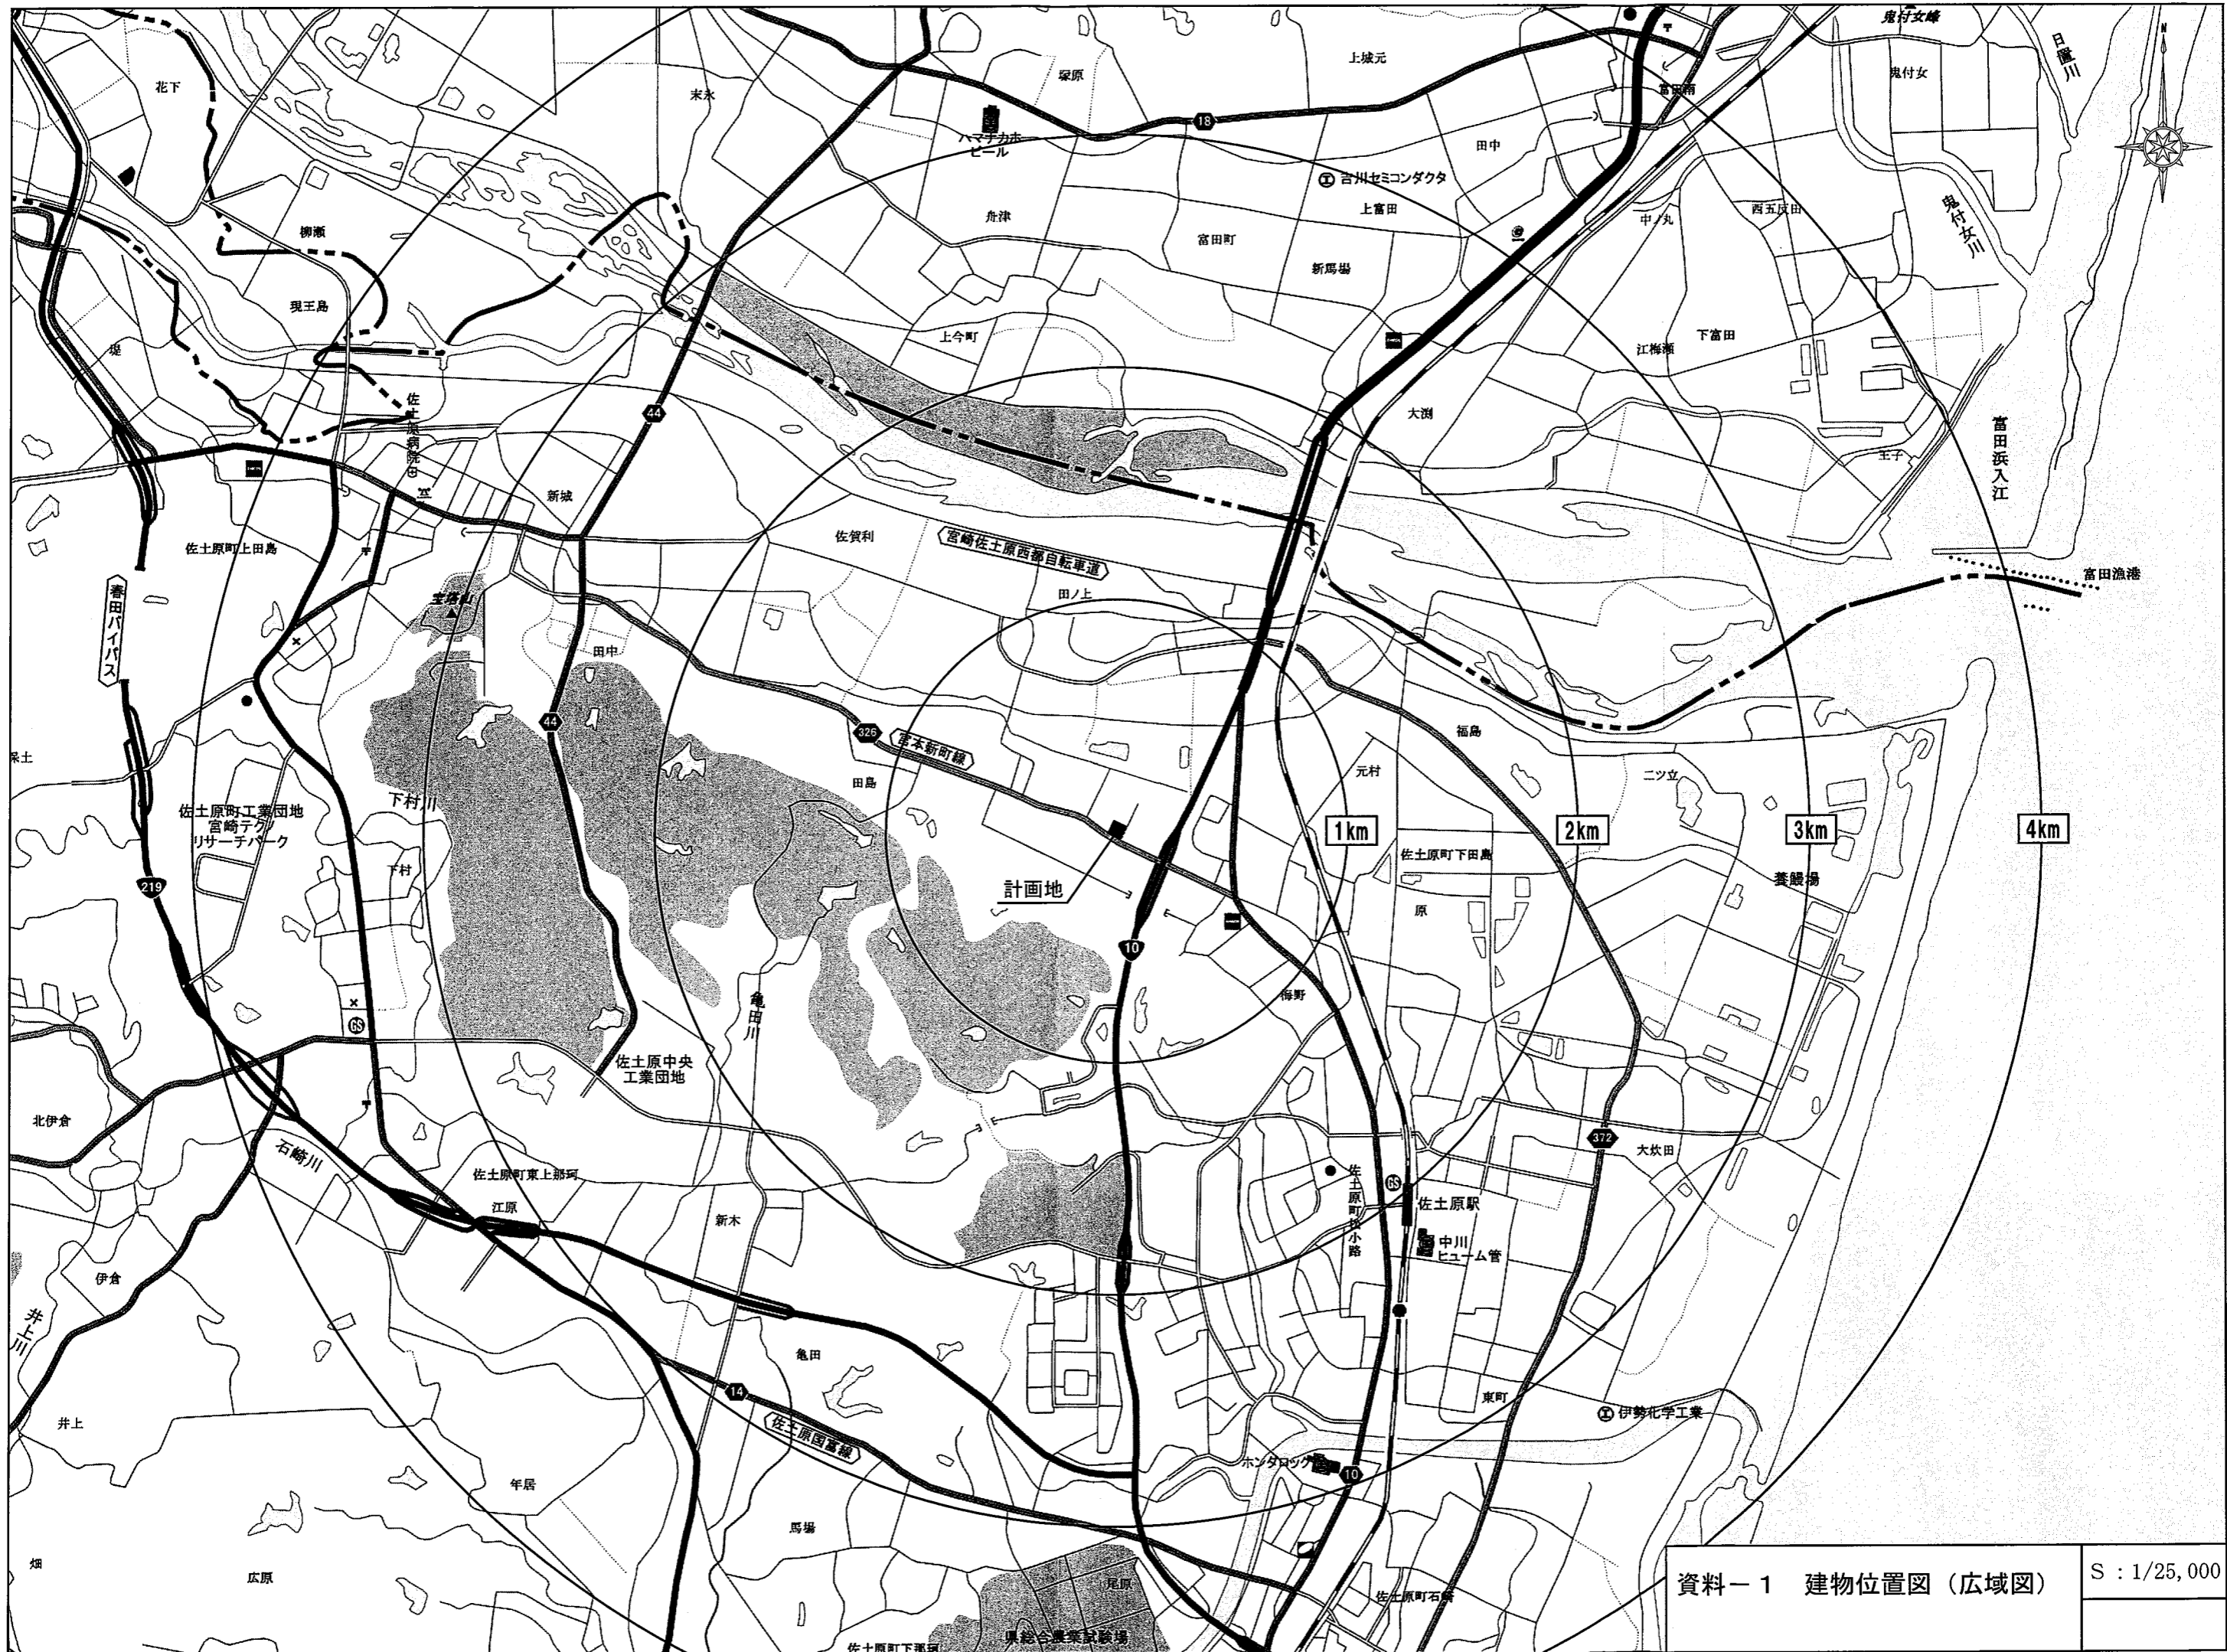 鬼付女峰
日置川
N
花下
末永
塚原
上城元
鬼付女
富田南
ハマナカホ
ビール
18
田中
吉川セミコンダクタ
上富田
柳瀬
舟津
富田町
中ノ丸
西五反田
鬼付女川
新馬場
現王島
堤
上今町
江梅瀬
下富田
44
大渕
佐土原病院
富田浜入江
王子
新城
佐賀利
宮崎佐土原西都自転車道
佐土原町上田島
富田漁港
春田バイパス
宝塔山
田ノ上
田中
44
326
宮本新町線
福島
田島
元村
二ツ立
下村川
佐土原町工業団地
宮崎テクノ
リサーチパーク
1km
2km
3km
4km
佐土原町下田島
下村
219
計画地
養鰻場
原
10
亀田川
梅野
GS
佐土原中央
工業団地
北伊倉
372
大炊田
石崎川
佐土原町東上那珂
江原
新木
GS
佐土原駅
中川
ヒューム管
伊倉
井上川
亀田
14
佐土原国富線
東町
伊勢化学工業
井上
年居
ホンダロック
10
馬場
畑
広原
尾原
佐土原町石崎
県総合農業試験場
佐土原町下那珂
資料－1　建物位置図（広域図）
S：1/25,000